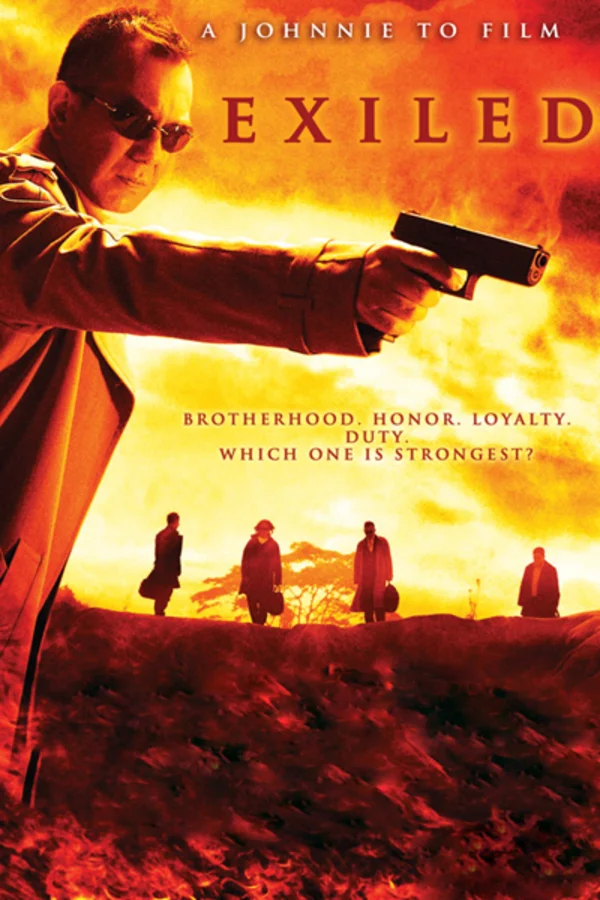 A JOHNNIE TO FILM
EXILED
BROTHERHOOD. HONOR. LOYALTY.
DUTY.
WHICH ONE IS STRONGEST?